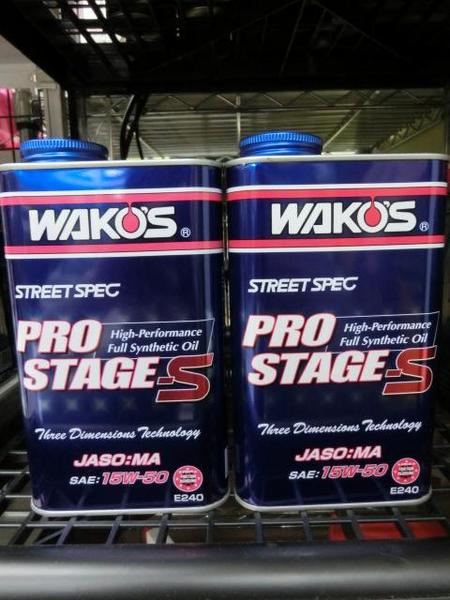 WAKO'S®
STREET SPEC
PRO
High-Performance
Full Synthetic Oil
STAGE-S
Three Dimensions Technology
JASO:MA
SAE: 15W-50
E240
WAKO'S®
STREET SPEC
PRO
High-Performance
Full Synthetic Oil
STAGE-S
Three Dimensions Technology
JASO:MA
SAE: 15W-50
E240